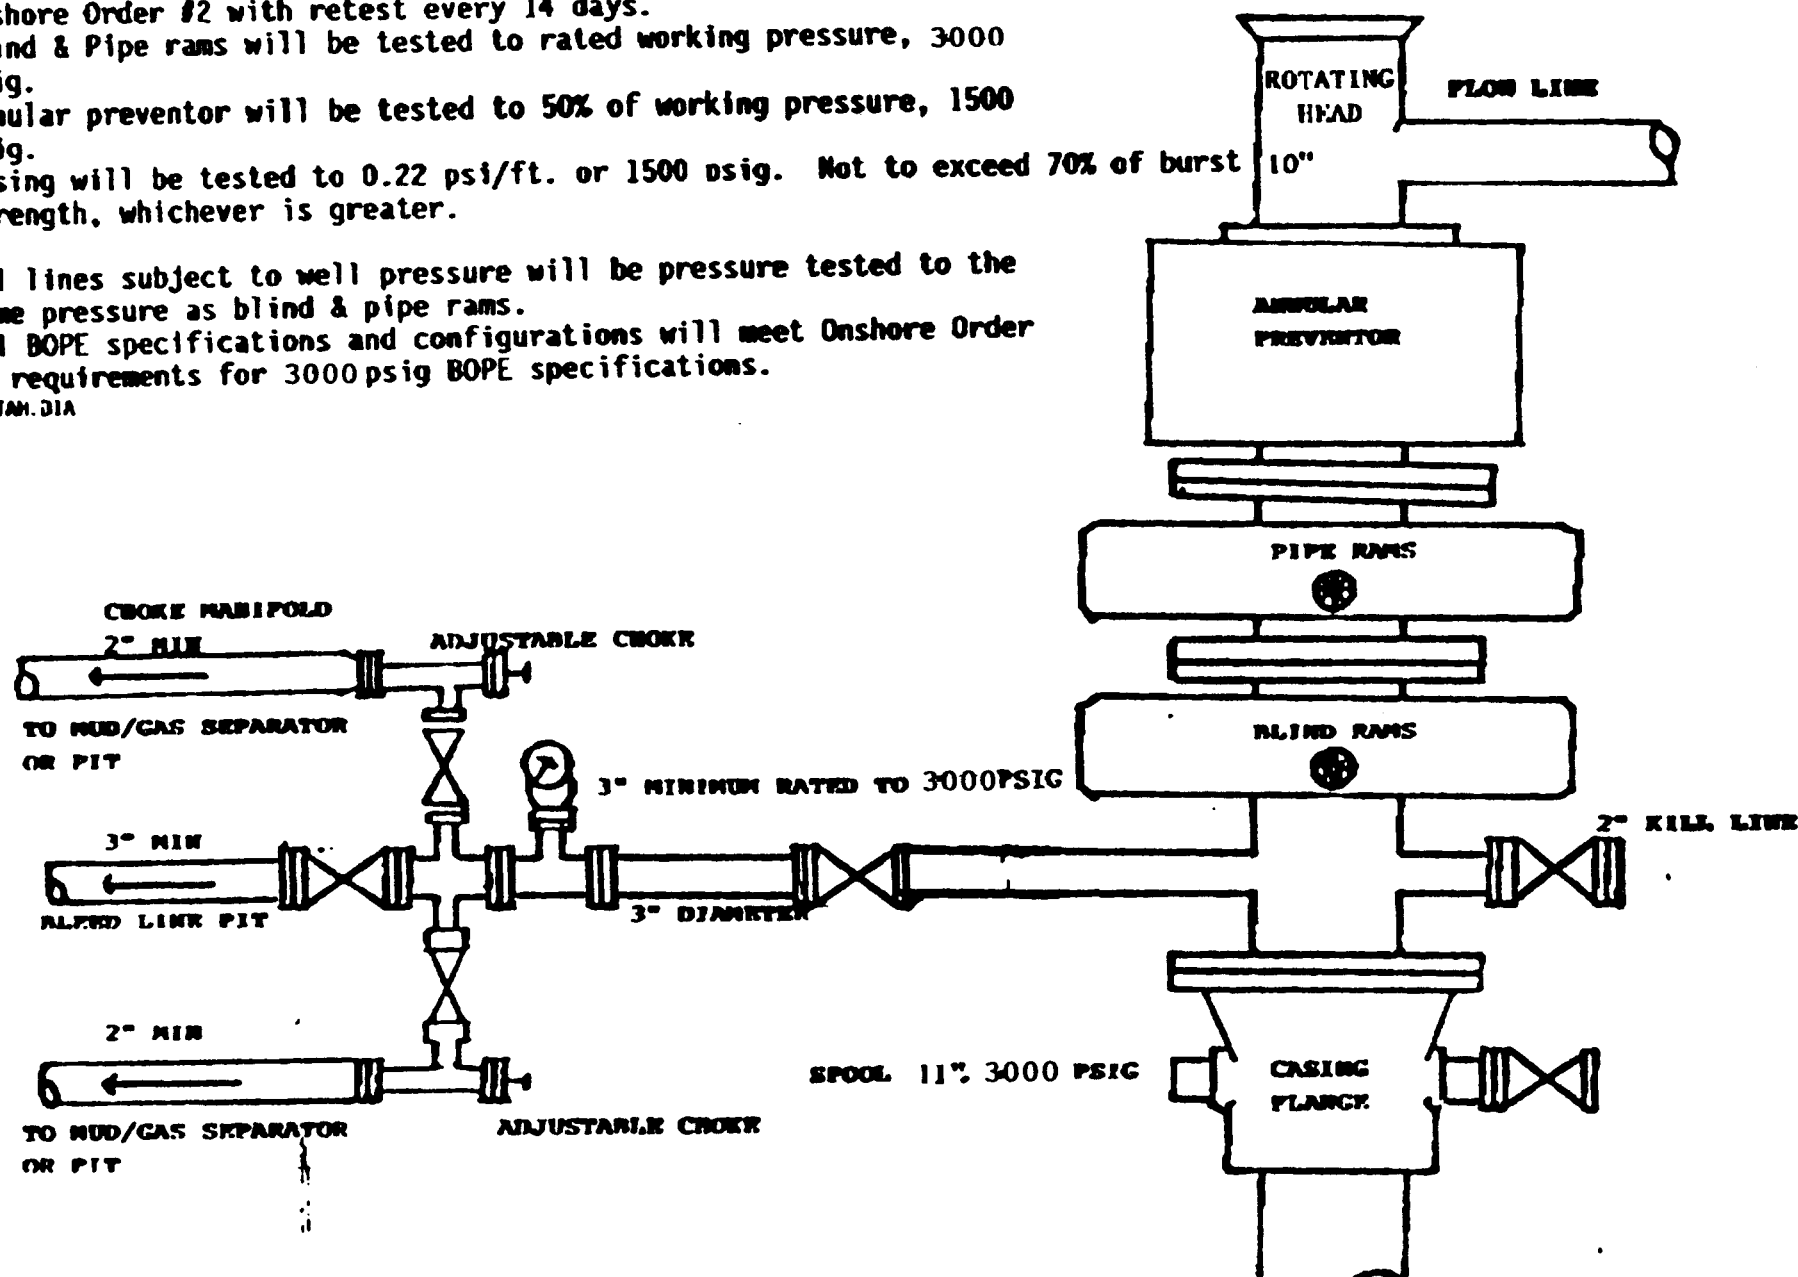 shore Order #2 with retest every 14 days.
nd & Pipe rams will be tested to rated working pressure, 3000
ig.
ular preventor will be tested to 50% of working pressure, 1500
ig.
sing will be tested to 0.22 psi/ft. or 1500 psig. Not to exceed 70% of burst
rength, whichever is greater.
l lines subject to well pressure will be pressure tested to the
me pressure as blind & pipe rams.
l BOPE specifications and configurations will meet Onshore Order
requirements for 3000 psig BOPE specifications.
TAM.DIA
ROTATING
HEAD
FLOW LINE
10"
ANNULAR
PREVENTOR
PIPE RAMS
BLIND RAMS
CHOKE MANIFOLD
2" MIN
ADJUSTABLE CHOKE
TO MUD/GAS SEPARATOR
OR PIT
3" MINIMUM RATED TO 3000PSIG
2" KILL LINE
3" MIN
BLEED LINE PIT
3" DIAMETER
2" MIN
SPOOL 11", 3000 PSIG
CASING
FLANGE
ADJUSTABLE CHOKE
TO MUD/GAS SEPARATOR
OR PIT